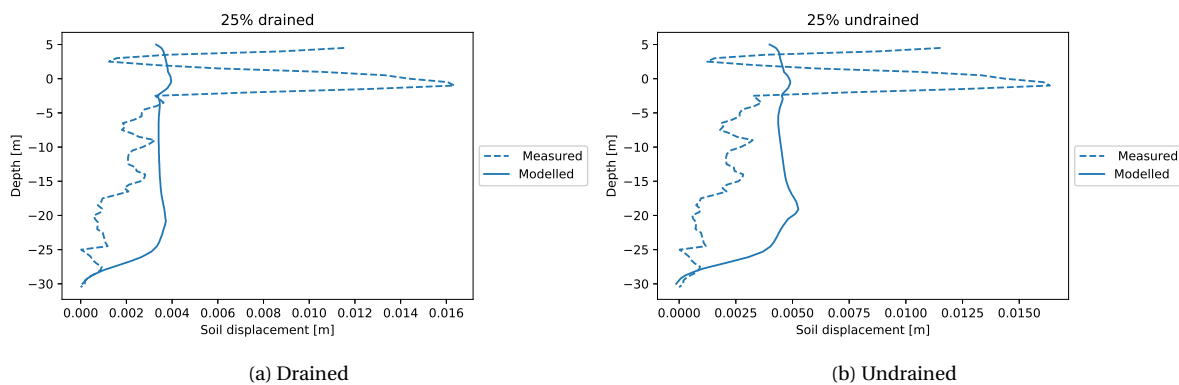 25% drained
5
0
−5
−10
−15
−20
−25
−30
Depth [m]
0.000 0.002 0.004 0.006 0.008 0.010 0.012 0.014 0.016
Soil displacement [m]
Measured
Modelled
(a) Drained
25% undrained
5
0
−5
−10
−15
−20
−25
−30
Depth [m]
0.0000 0.0025 0.0050 0.0075 0.0100 0.0125 0.0150
Soil displacement [m]
Measured
Modelled
(b) Undrained